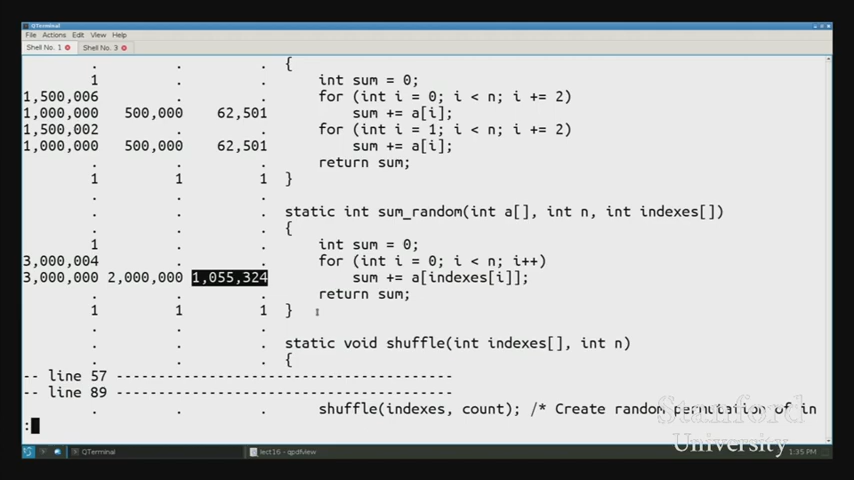 QTerminal
File Actions Edit View Help
Shell No. 1 Shell No. 3
. . . {
1 . . int sum = 0;
1,500,006 . . for (int i = 0; i < n; i += 2)
1,000,000 500,000 62,501 sum += a[i];
1,500,002 . . for (int i = 1; i < n; i += 2)
1,000,000 500,000 62,501 sum += a[i];
. . . return sum;
1 1 1 }
. . .
. . . static int sum_random(int a[], int n, int indexes[])
. . . {
1 . . int sum = 0;
3,000,004 . . for (int i = 0; i < n; i++)
3,000,000 2,000,000 1,055,324 sum += a[indexes[i]];
. . . return sum;
1 1 1 }
. . .
. . . static void shuffle(int indexes[], int n)
. . . {
-- line 57 ----------------------------------------
-- line 89 ----------------------------------------
. . . shuffle(indexes, count); /* Create random permutation of in
:
Stanford
University
QTerminal lect16 - qpdfview 1:35 PM